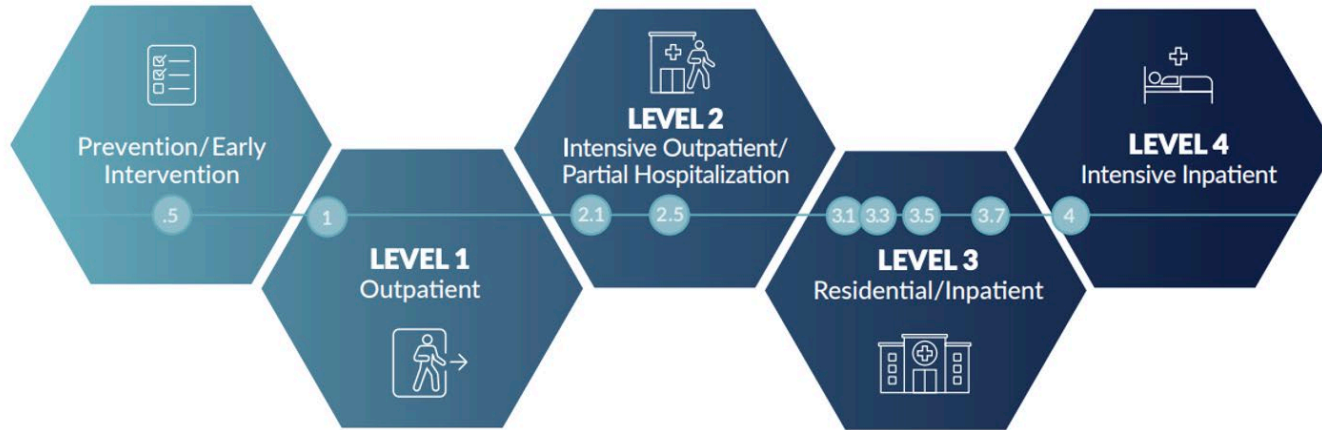 Prevention/Early
Intervention
.5
1
LEVEL 1
Outpatient
LEVEL 2
Intensive Outpatient/
Partial Hospitalization
2.1
2.5
3.1
3.3
3.5
3.7
LEVEL 3
Residential/Inpatient
LEVEL 4
Intensive Inpatient
4